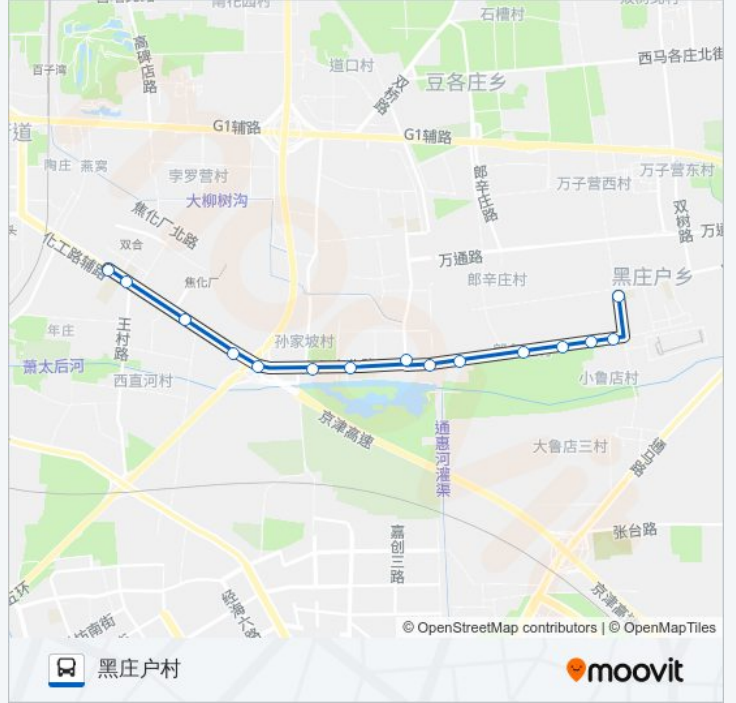 石槽村
高碑店路
百子湾
道口村
双桥路
豆各庄乡
西马各庄北街
G1辅路
G1辅路
道
陶庄
燕窝
孛罗营村
大柳树沟
郎辛庄路
万子营西村
万子营东村
双树路
焦化厂北路
双合
化工路辅路
焦化厂
万通路
郎辛庄村
黑庄户乡
年庄
王村路
孙家坡村
萧太后河
西直河村
小鲁店村
京津高速
通惠河灌渠
大鲁店三村
通马路
嘉创三路
张台路
五环
经海六路
京津高
© OpenStreetMap contributors | © OpenMapTiles
黑庄户村
moovit